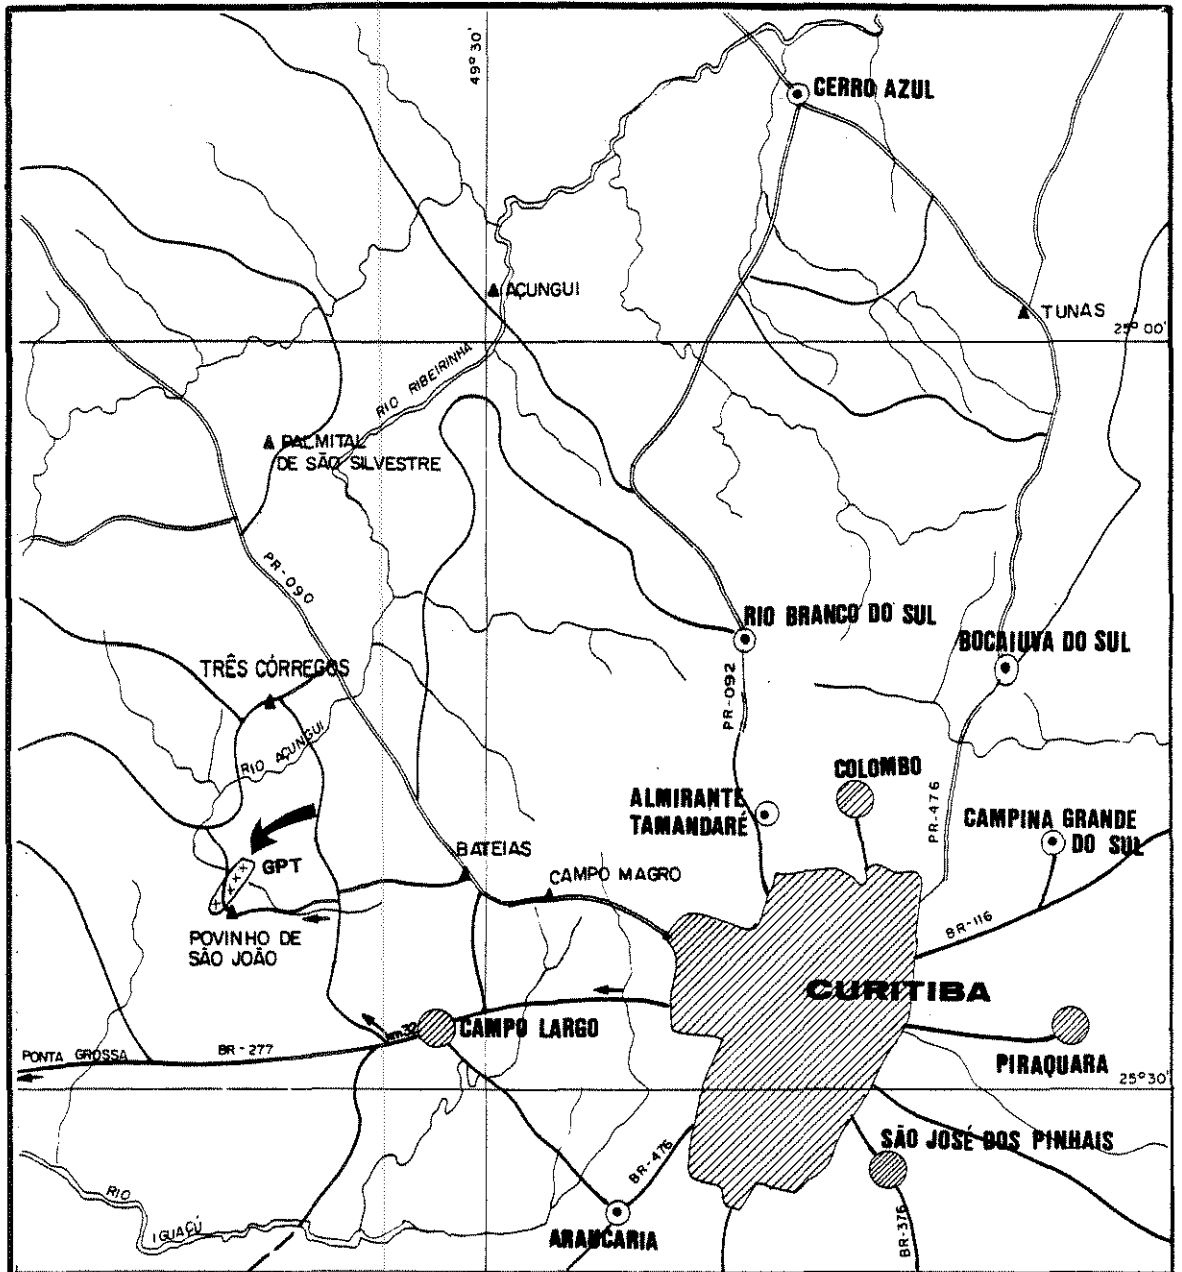 49° 30'
CERRO AZUL
AÇUNGUI
TUNAS
25° 00'
RIO RIBEIRINHA
PALMITAL
DE SÃO SILVESTRE
PR-090
RIO BRANCO DO SUL
BOCAIUVA DO SUL
TRÊS CÓRREGOS
PR-092
RIO AÇUNGUI
COLOMBO
ALMIRANTE
TAMANDARÉ
PR-476
CAMPINA GRANDE
DO SUL
BATEIAS
GPT
CAMPO MAGRO
BR-116
POVINHO DE
SÃO JOÃO
CURITIBA
km32
CAMPO LARGO
PONTA GROSSA
BR-277
PIRAQUARA
25°30'
SÃO JOSÉ DOS PINHAIS
BR-476
RIO
IGUAÇÚ
ARAUCARIA
BR-376